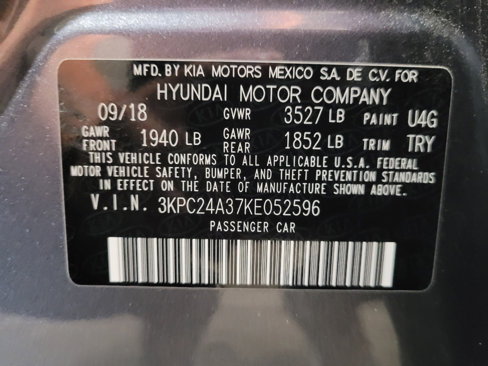 MFD. BY KIA MOTORS MEXICO S.A. DE C.V. FOR
HYUNDAI MOTOR COMPANY
09/18 GVWR 3527 LB PAINT U4G
GAWR FRONT 1940 LB GAWR REAR 1852 LB TRIM TRY
THIS VEHICLE CONFORMS TO ALL APPLICABLE U.S.A. FEDERAL
MOTOR VEHICLE SAFETY, BUMPER, AND THEFT PREVENTION STANDARDS
IN EFFECT ON THE DATE OF MANUFACTURE SHOWN ABOVE.
V.I.N. 3KPC24A37KE052596
PASSENGER CAR